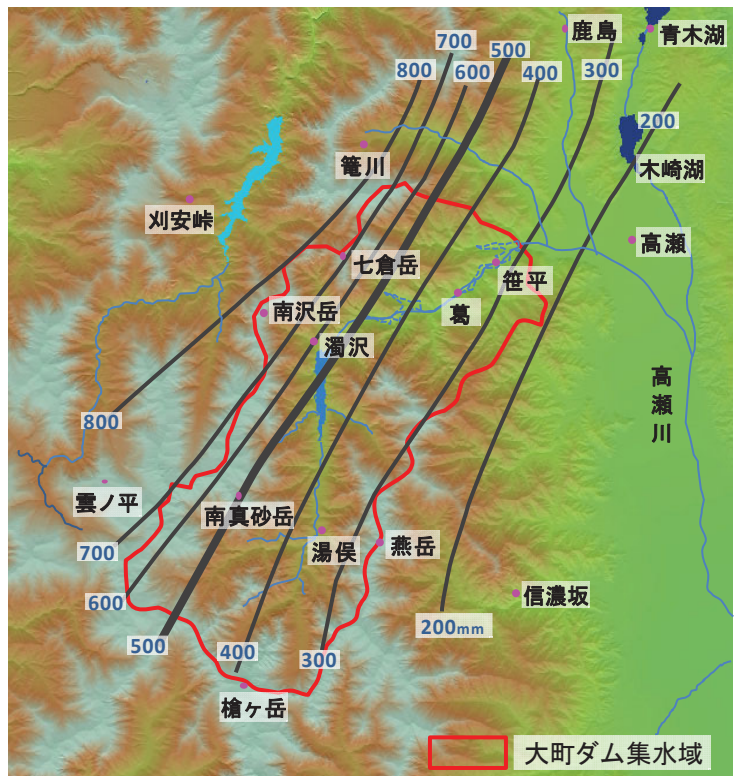 鹿島
青木湖
700
500
800
600
400
300
200
籠川
木崎湖
刈安峠
高瀬
七倉岳
笹平
南沢岳
葛
濁沢
高瀬川
800
雲ノ平
南真砂岳
湯俣
燕岳
700
600
信濃坂
200mm
500
400
300
槍ヶ岳
大町ダム集水域